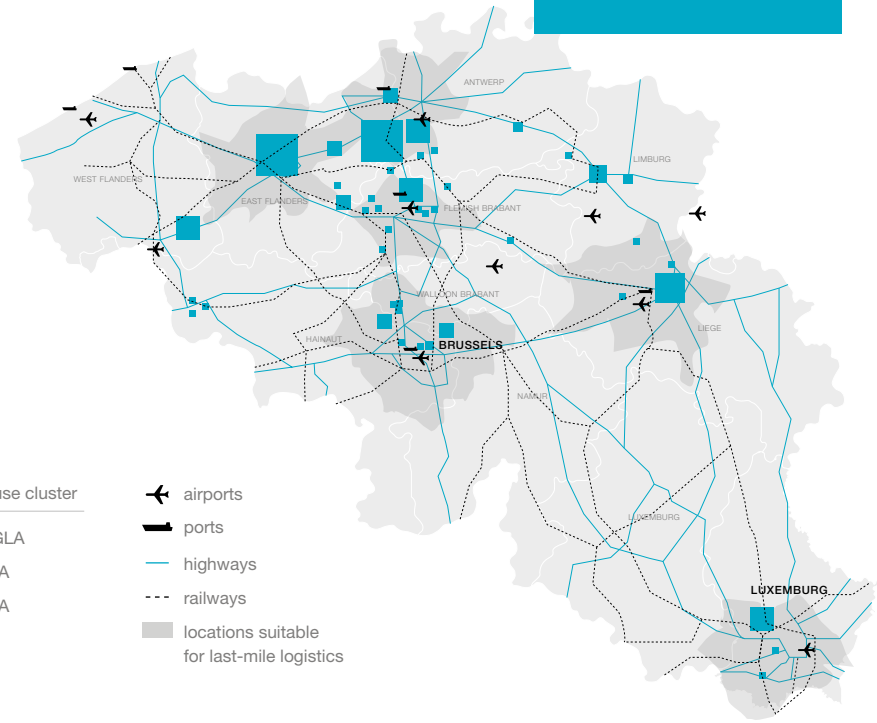 ANTWERP
LIMBURG
WEST FLANDERS
EAST FLANDERS
FLEMISH BRABANT
WALLOON BRABANT
LIEGE
HAINAUT
BRUSSELS
NAMUR
LUXEMBURG
LUXEMBURG
use cluster
GLA
A
A
airports
ports
highways
railways
locations suitable
for last-mile logistics